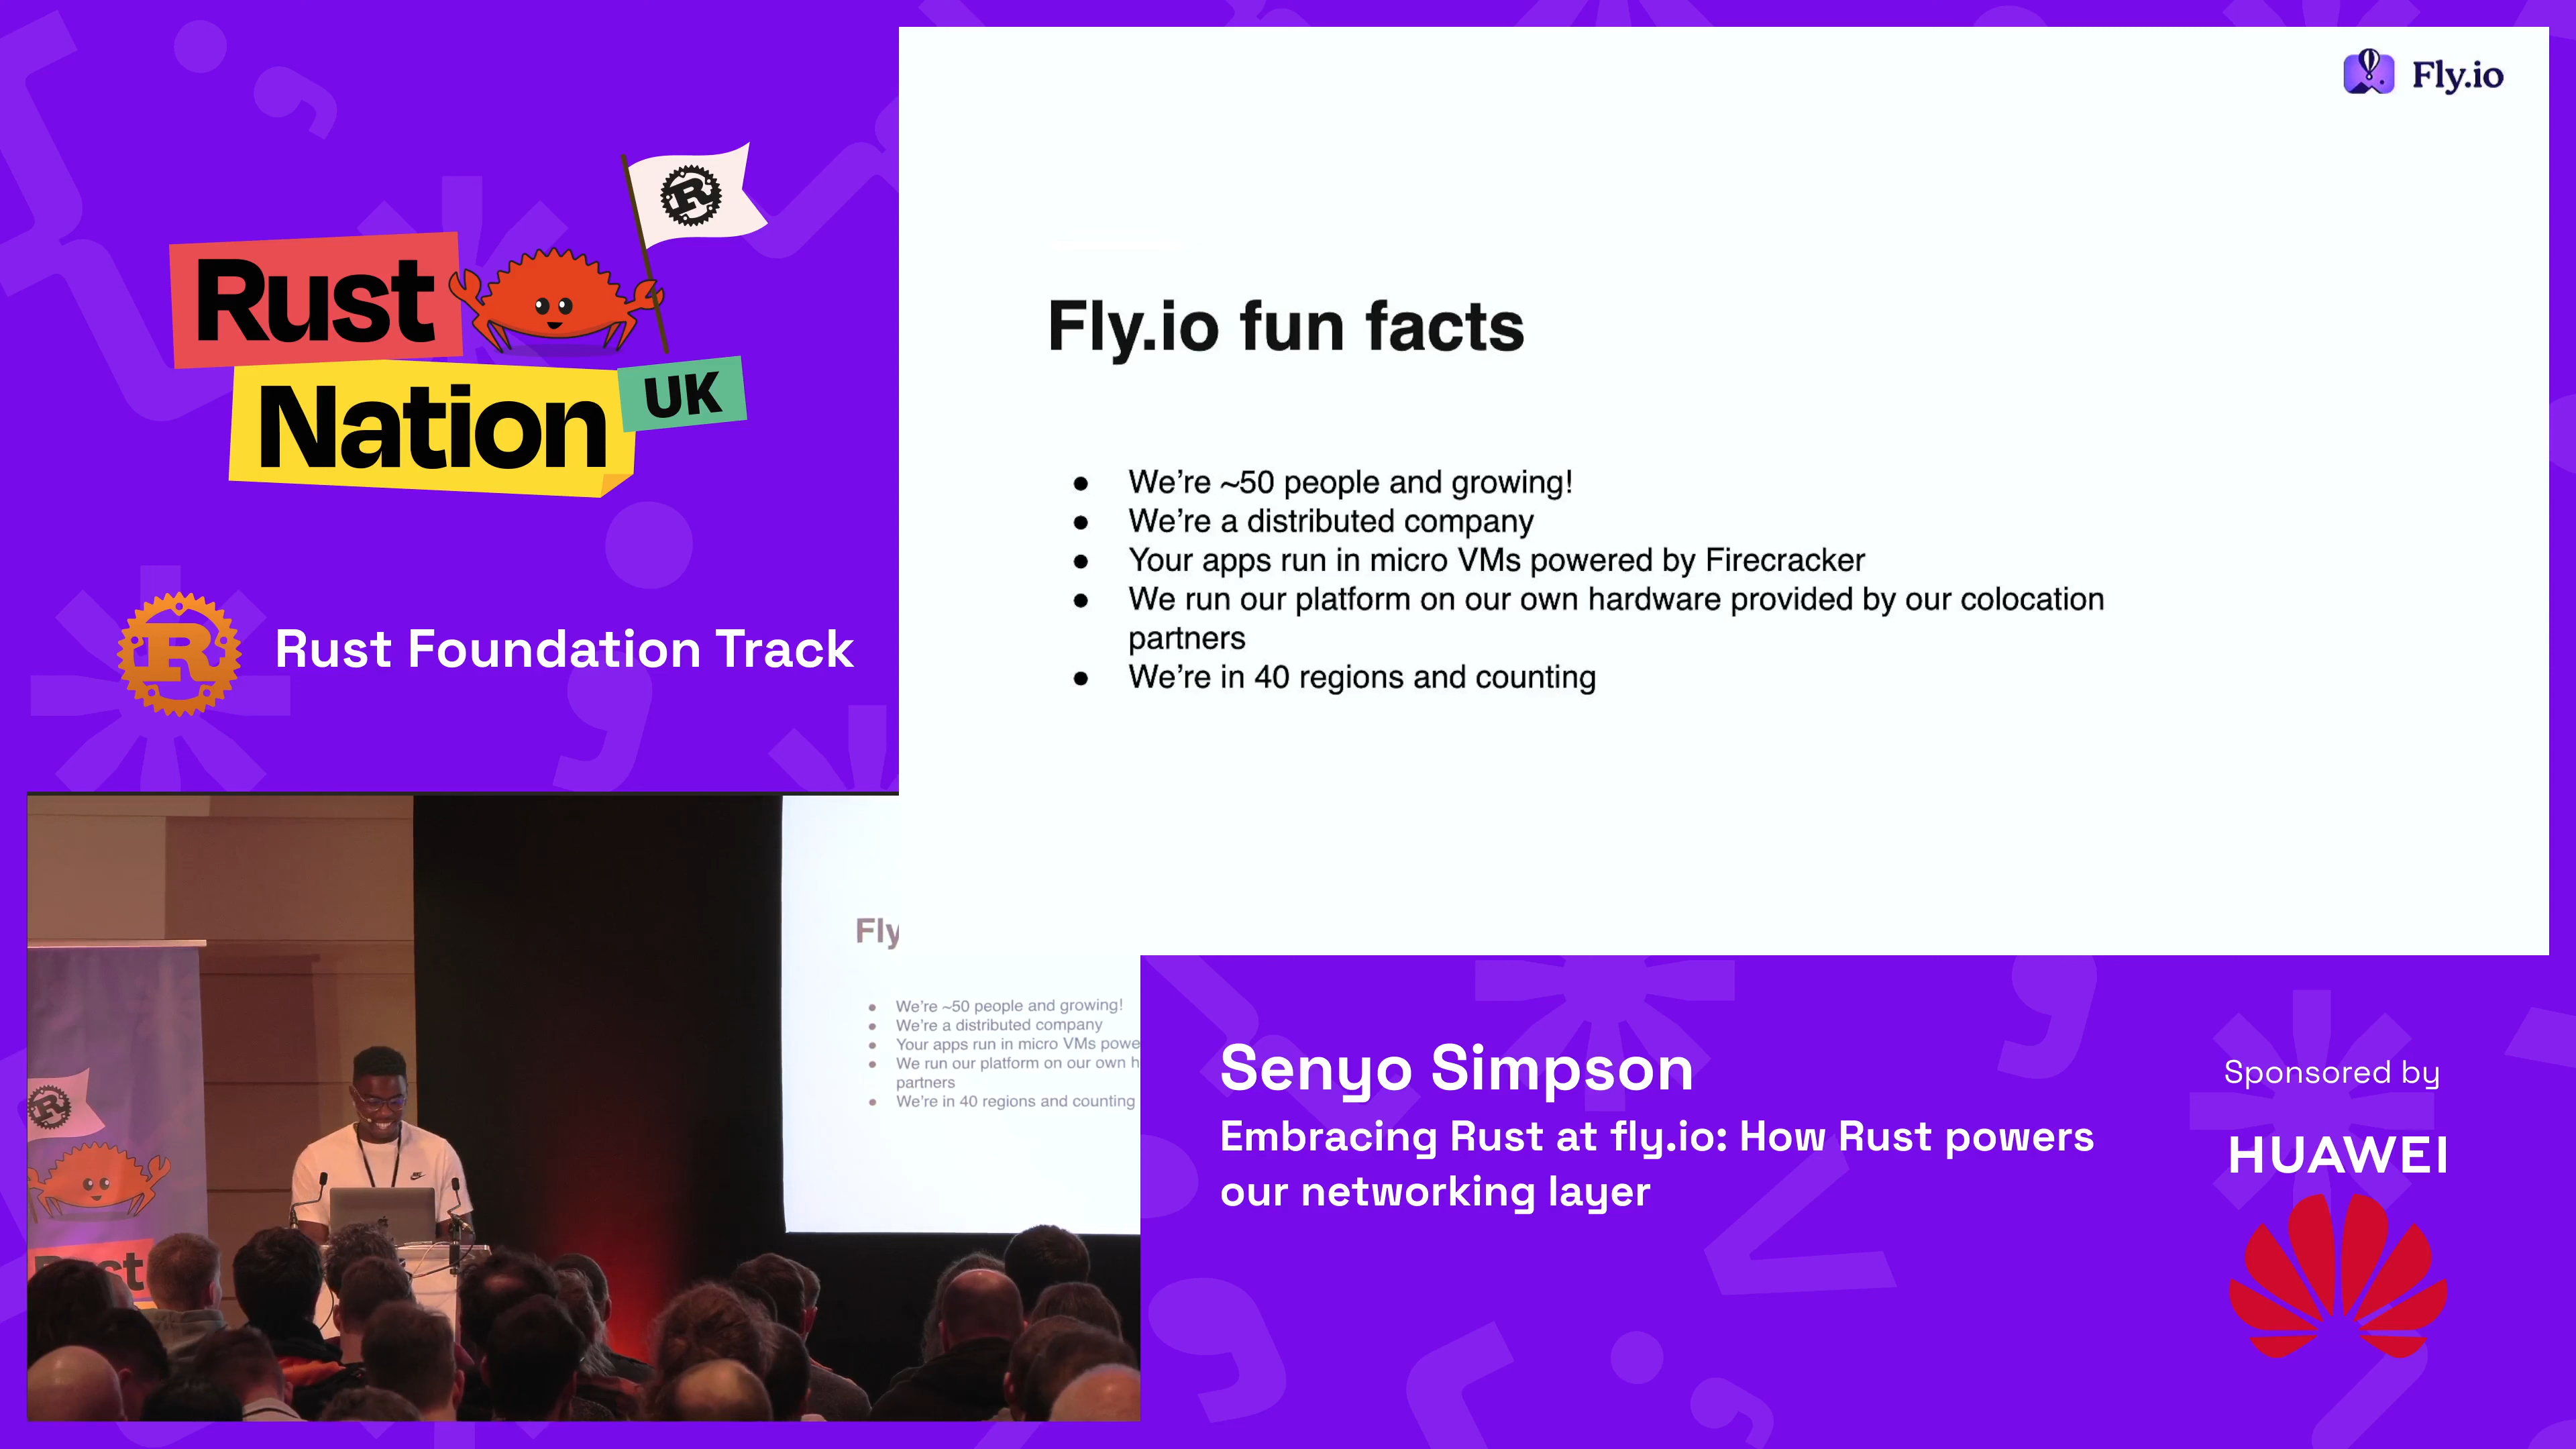 Fly.io
Rust
Nation
UK
R
R
Rust Foundation Track
Fly.io fun facts
● We're ~50 people and growing!
● We're a distributed company
● Your apps run in micro VMs powered by Firecracker
● We run our platform on our own hardware provided by our colocation
partners
● We're in 40 regions and counting
Fly
● We're ~50 people and growing!
● We're a distributed company
● Your apps run in micro VMs powe
● We run our platform on our own h
partners
● We're in 40 regions and counting
R
Rust
Senyo Simpson
Embracing Rust at fly.io: How Rust powers
our networking layer
Sponsored by
HUAWEI